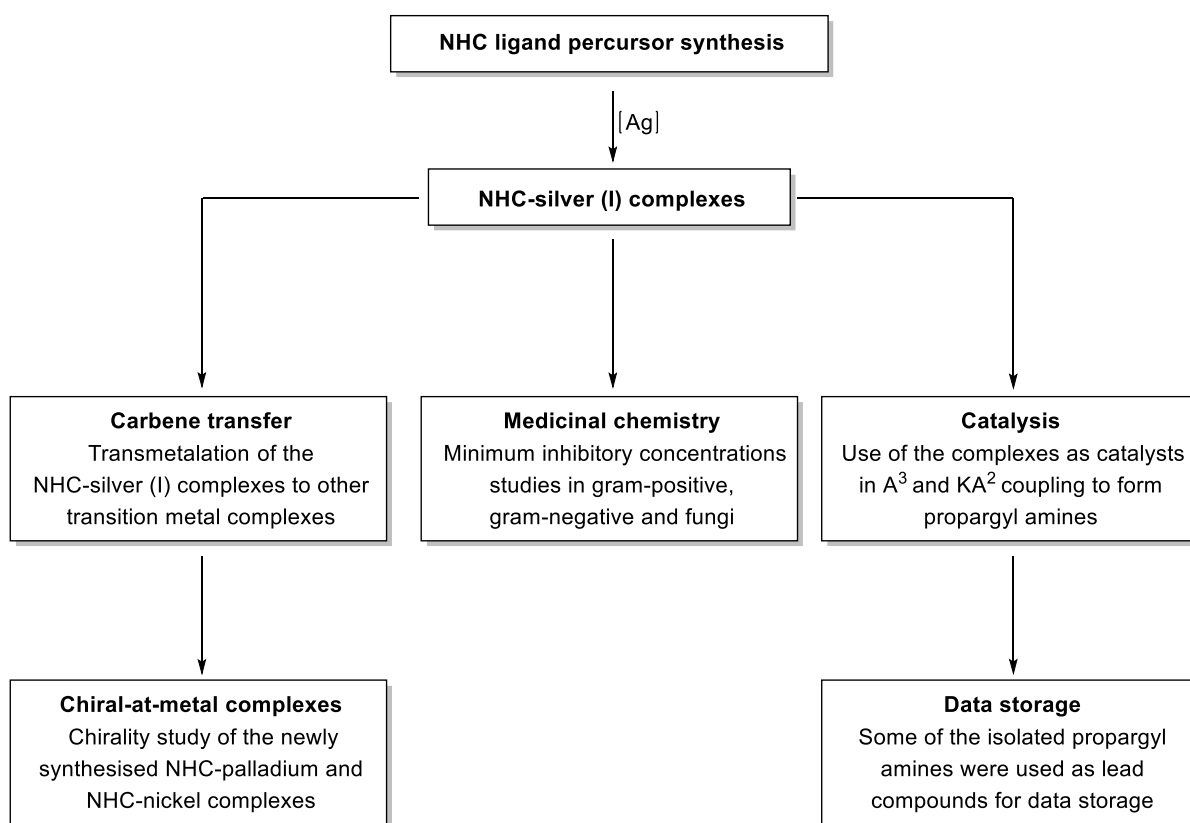 NHC ligand percursor synthesis
[Ag]
NHC-silver (I) complexes
Carbene transfer
Transmetalation of the
NHC-silver (I) complexes to other
transition metal complexes
Medicinal chemistry
Minimum inhibitory concentrations
studies in gram-positive,
gram-negative and fungi
Catalysis
Use of the complexes as catalysts
in A³ and KA² coupling to form
propargyl amines
Chiral-at-metal complexes
Chirality study of the newly
synthesised NHC-palladium and
NHC-nickel complexes
Data storage
Some of the isolated propargyl
amines were used as lead
compounds for data storage